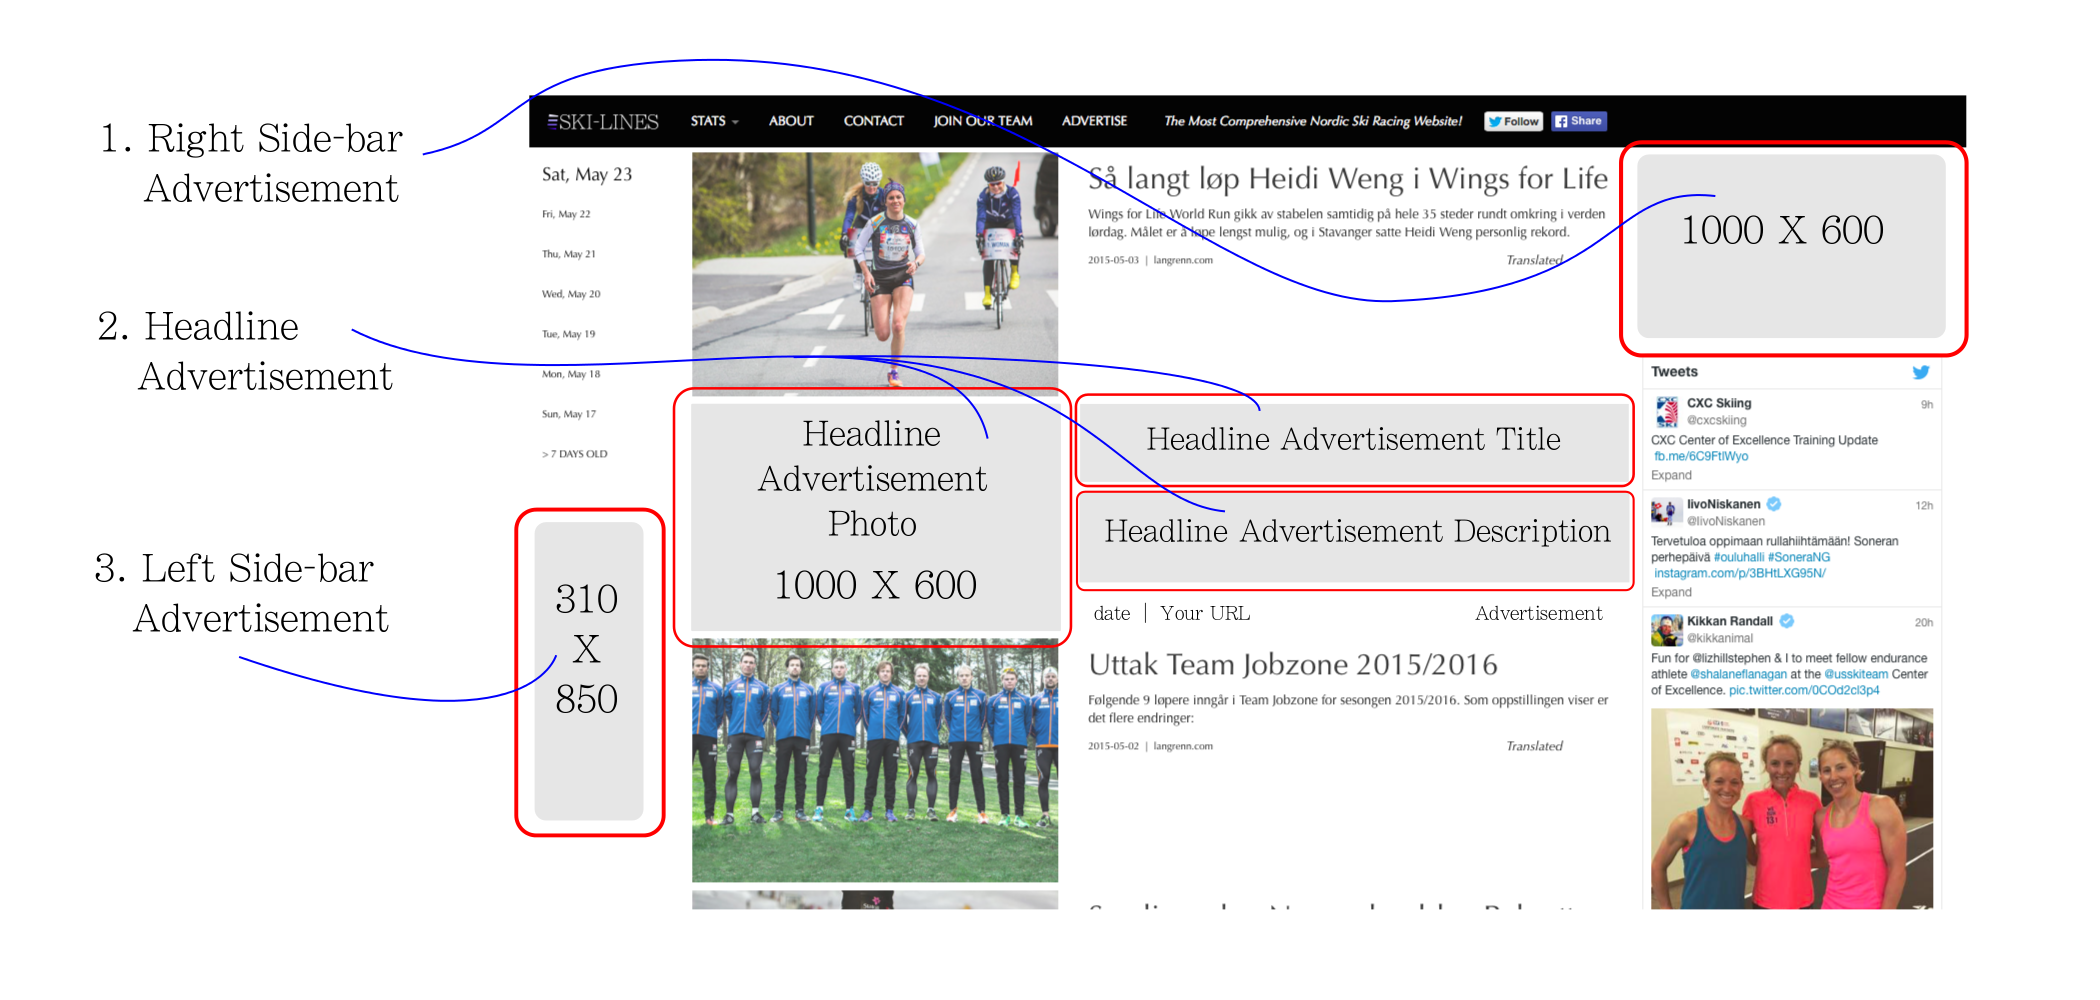 1. Right Side-bar
Advertisement
2. Headline
Advertisement
3. Left Side-bar
Advertisement
SKI-LINES STATS ABOUT CONTACT JOIN OUR TEAM ADVERTISE The Most Comprehensive Nordic Ski Racing Website! Follow Share
Sat, May 23
Fri, May 22
Thu, May 21
Wed, May 20
Tue, May 19
Mon, May 18
Sun, May 17
> 7 DAYS OLD
310
X
850
Så langt løp Heidi Weng i Wings for Life
Wings for Life World Run gikk av stabelen samtidig på hele 35 steder rundt omkring i verden
lørdag. Målet er å løpe lengst mulig, og i Stavanger satte Heidi Weng personlig rekord.
2015-05-03 | langrenn.com Translated
Headline
Advertisement
Photo
1000 X 600
Headline Advertisement Title
Headline Advertisement Description
date | Your URL Advertisement
Uttak Team Jobzone 2015/2016
Følgende 9 løpere inngår i Team Jobzone for sesongen 2015/2016. Som oppstillingen viser er
det flere endringer:
2015-05-02 | langrenn.com Translated
1000 X 600
Tweets
CXC Skiing 9h
@cxcskiing
CXC Center of Excellence Training Update
fb.me/6C9FtlWyo
Expand
IivoNiskanen 12h
@IivoNiskanen
Tervetuloa oppimaan rullahiihtämään! Soneran
perhepäivä #ouluhalli #SoneraNG
instagram.com/p/3BHtLXG95N/
Expand
Kikkan Randall 20h
@kikkanimal
Fun for @lizhillstephen & I to meet fellow endurance
athlete @shalaneflanagan at the @usskiteam Center
of Excellence. pic.twitter.com/0COd2cl3p4